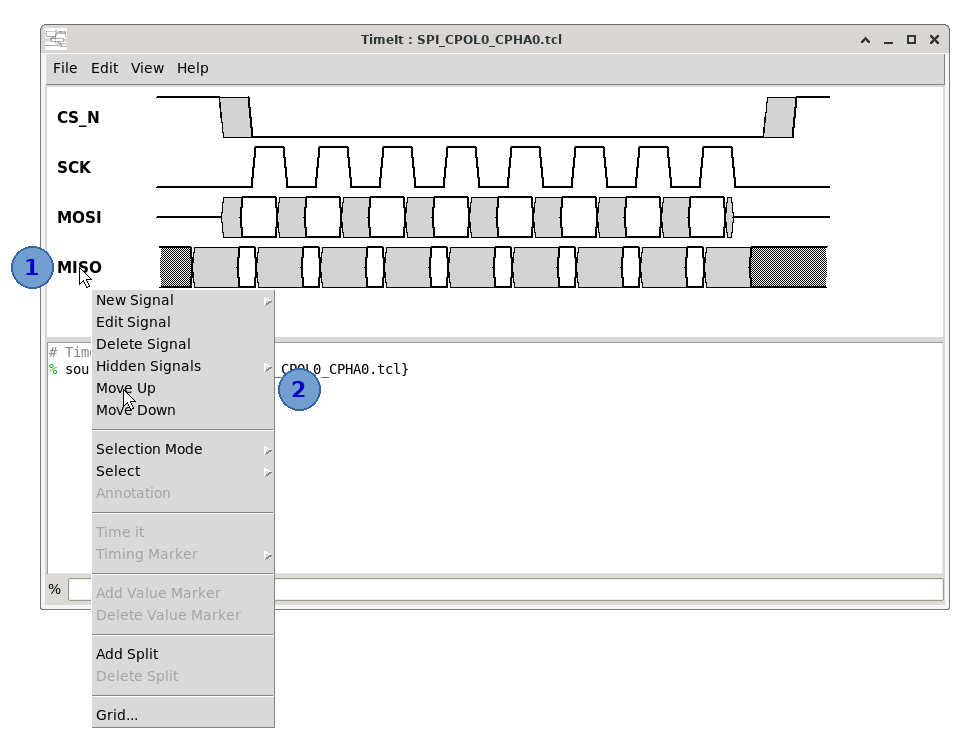 TimeIt : SPI_CPOL0_CPHA0.tcl
File Edit View Help
CS_N
SCK
MOSI
1 MISO
New Signal
Edit Signal
Delete Signal
# Tim
Hidden Signals
% sou _CPOL0_CPHA0.tcl}
Move Up
2
Move Down
Selection Mode
Select
Annotation
Time it
Timing Marker
%
Add Value Marker
Delete Value Marker
Add Split
Delete Split
Grid...